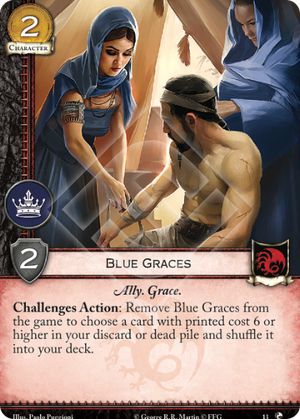 2
CHARACTER
2
BLUE GRACES
Ally. Grace.
Challenges Action: Remove Blue Graces from
the game to choose a card with printed cost 6 or
higher in your discard or dead pile and shuffle it
into your deck.
Illus. Paolo Puggioni © George R.R. Martin © FFG 13